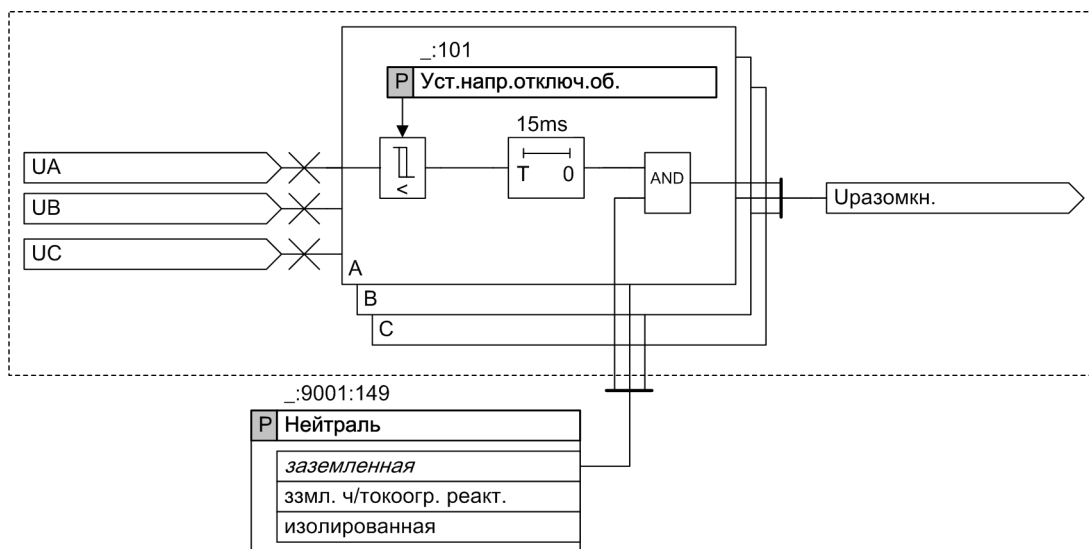 _:101
P Уст.напр.отключ.об.
15ms
UA
<
T 0
AND
UB
Uразомкн.
UC
A
B
C
_:9001:149
P Нейтраль
заземленная
ззмл. ч/токоогр. реакт.
изолированная